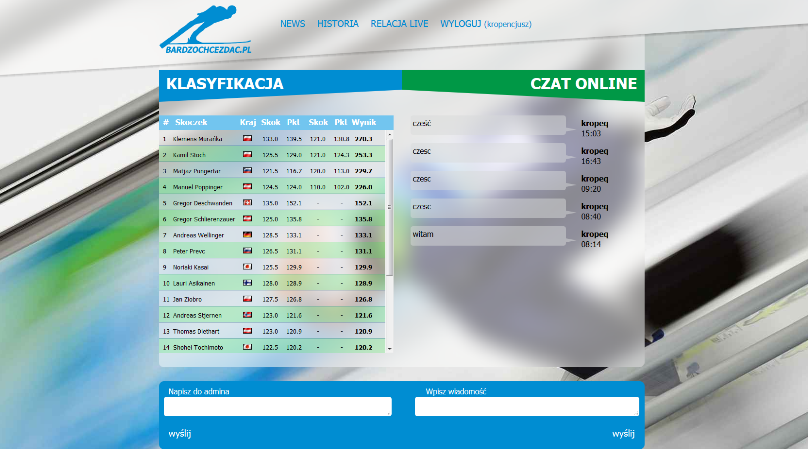 BARDZOCHCEZDAC.PL
NEWS HISTORIA RELACJA LIVE WYLOGUJ (kropencjusz)
KLASYFIKACJA
# Skoczek Kraj Skok Pkt Skok Pkt Wynik
1 Klemens Murańka 133.0 139.5 121.0 130.8 270.3
2 Kamil Stoch 125.5 129.0 121.0 124.3 253.3
3 Matjaz Pungertar 121.5 116.7 120.0 113.0 229.7
4 Manuel Poppinger 124.5 124.0 110.0 102.0 226.0
5 Gregor Deschwanden 135.0 152.1 - - 152.1
6 Gregor Schlierenzauer 125.0 135.8 - - 135.8
7 Andreas Wellinger 128.5 133.1 - - 133.1
8 Peter Prevc 126.5 131.1 - - 131.1
9 Noriaki Kasai 125.5 129.9 - - 129.9
10 Lauri Asikainen 128.0 128.9 - - 128.9
11 Jan Ziobro 127.5 126.8 - - 126.8
12 Andreas Stjernen 123.0 121.6 - - 121.6
13 Thomas Diethart 123.0 120.9 - - 120.9
14 Shohei Tochimoto 122.5 120.2 - - 120.2
CZAT ONLINE
cześć kropeq
15:03
czesc kropeq
16:43
czesc kropeq
09:20
czesc kropeq
08:40
witam kropeq
08:14
Napisz do admina
wyślij
Wpisz wiadomość
wyślij